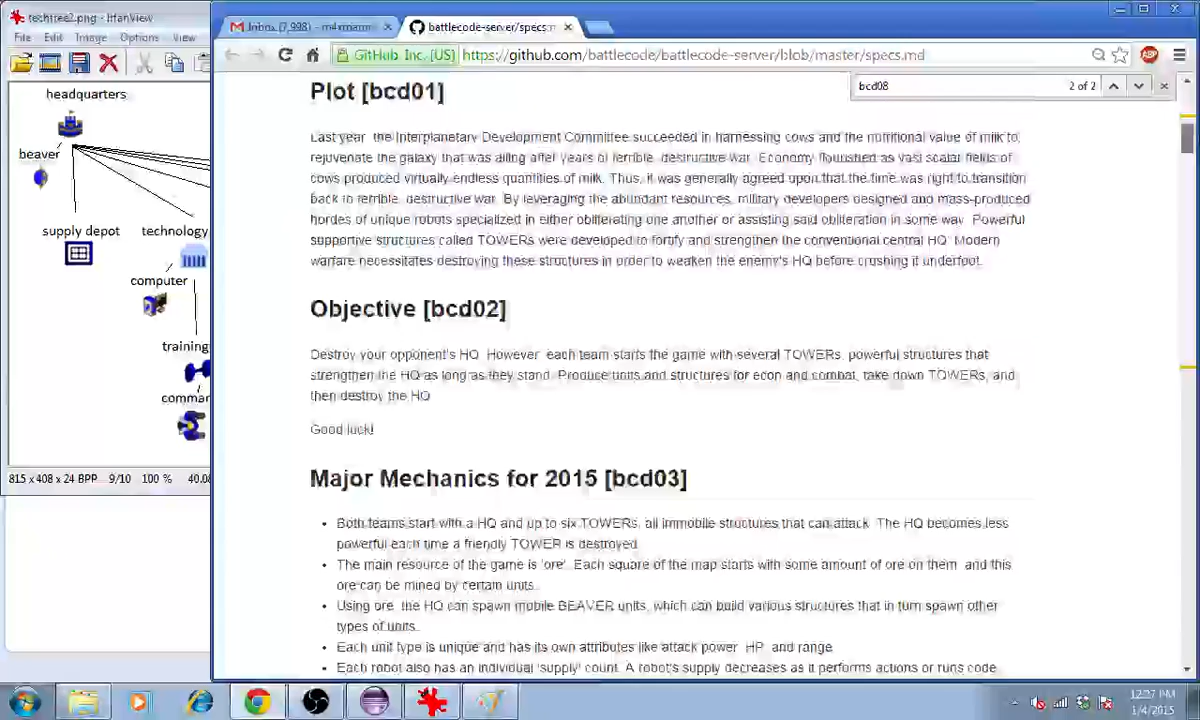 techtree2.png - IrfanView
File Edit Image Options View
headquarters
beaver
supply depot
technology
computer
training
comman
815 x 408 x 24 BPP 9/10 100 % 40.08
Inbox (7,998) - m4xmann
battlecode-server/specs.
GitHub, Inc. [US] https://github.com/battlecode/battlecode-server/blob/master/specs.md
ABP
bcd08 2 of 2
Plot [bcd01]
Last year, the Interplanetary Development Committee succeeded in harnessing cows and the nutritional value of milk to
rejuvenate the galaxy that was ailing after years of terrible, destructive war. Economy flourished as vast scalar fields of
cows produced virtually endless quantities of milk. Thus, it was generally agreed upon that the time was right to transition
back to terrible, destructive war. By leveraging the abundant resources, military developers designed and mass-produced
hordes of unique robots specialized in either obliterating one another or assisting said obliteration in some way. Powerful
supportive structures called TOWERs were developed to fortify and strengthen the conventional central HQ. Modern
warfare necessitates destroying these structures in order to weaken the enemy's HQ before crushing it underfoot.
Objective [bcd02]
Destroy your opponent's HQ. However, each team starts the game with several TOWERs, powerful structures that
strengthen the HQ as long as they stand. Produce units and structures for econ and combat, take down TOWERs, and
then destroy the HQ.
Good luck!
Major Mechanics for 2015 [bcd03]
• Both teams start with a HQ and up to six TOWERs, all immobile structures that can attack. The HQ becomes less
powerful each time a friendly TOWER is destroyed.
• The main resource of the game is 'ore'. Each square of the map starts with some amount of ore on them, and this
ore can be mined by certain units.
• Using ore, the HQ can spawn mobile BEAVER units, which can build various structures that in turn spawn other
types of units.
• Each unit type is unique and has its own attributes like attack power, HP, and range.
• Each robot also has an individual 'supply' count. A robot's supply decreases as it performs actions or runs code.
12:27 PM
1/4/2015